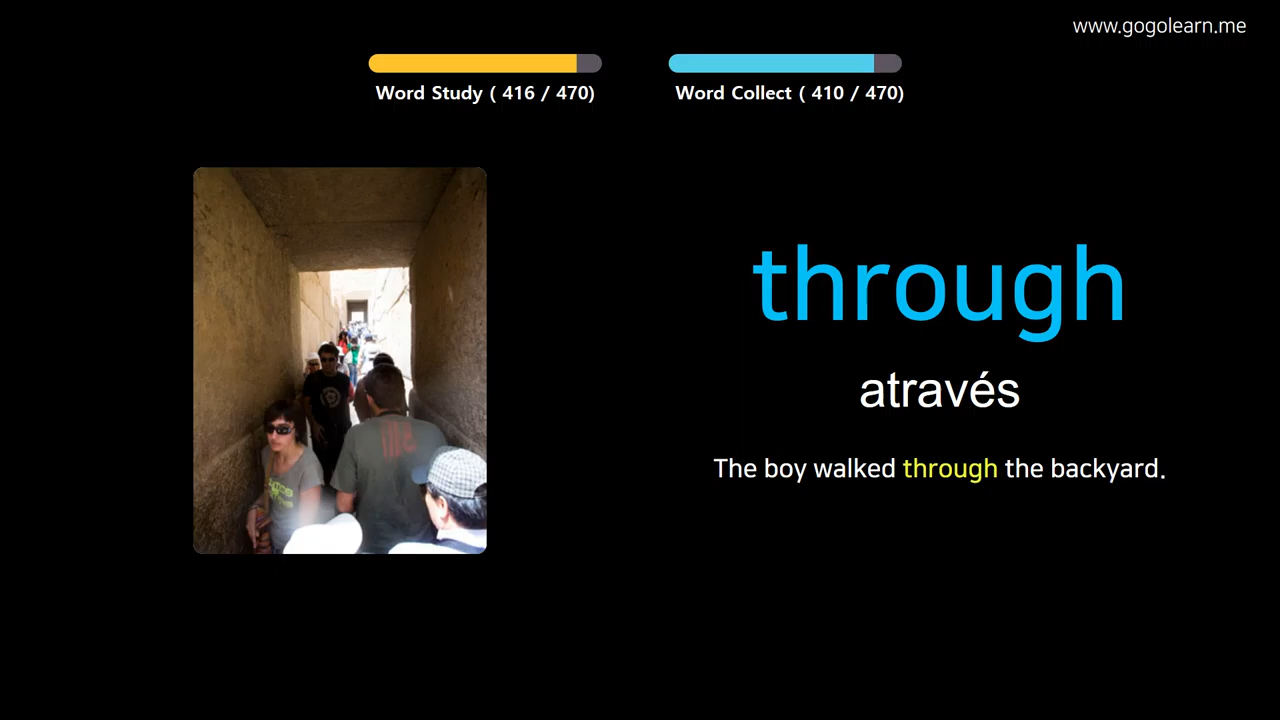 www.gogolearn.me
Word Study ( 416 / 470)
Word Collect ( 410 / 470)
through
através
The boy walked through the backyard.